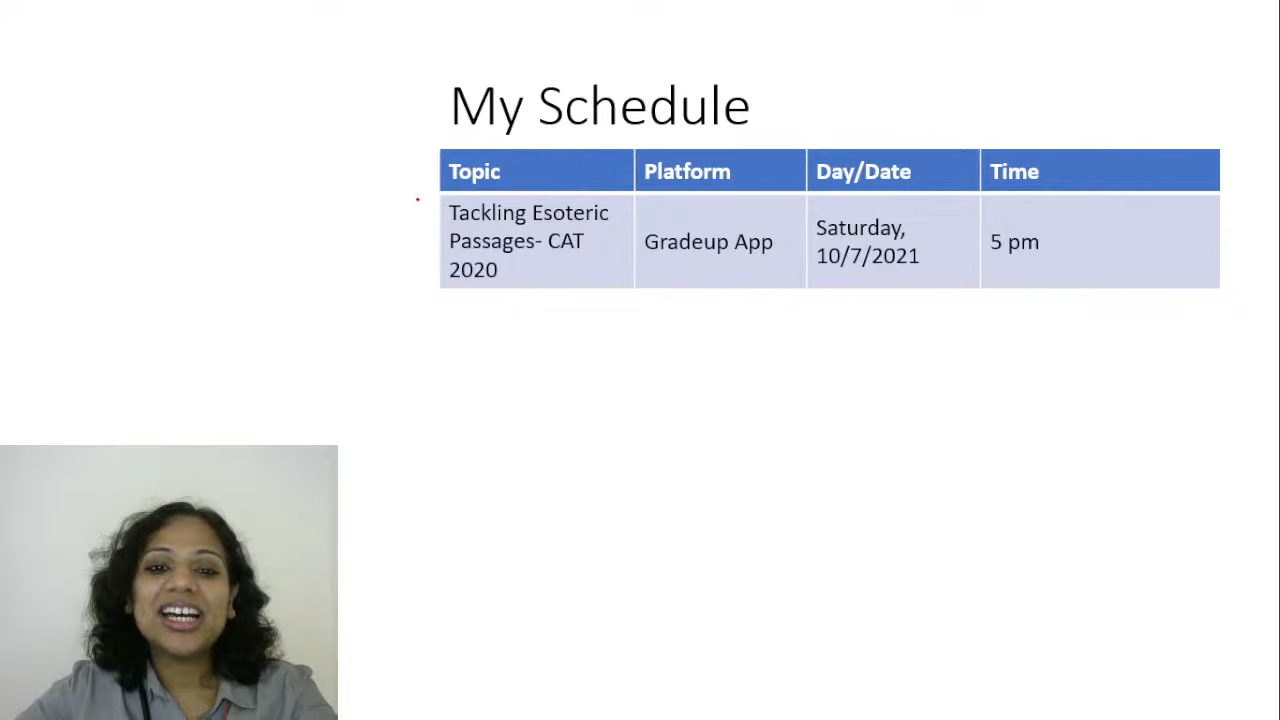 My Schedule
Topic Platform Day/Date Time
Tackling Esoteric
Passages- CAT
2020
Gradeup App
Saturday,
10/7/2021
5 pm